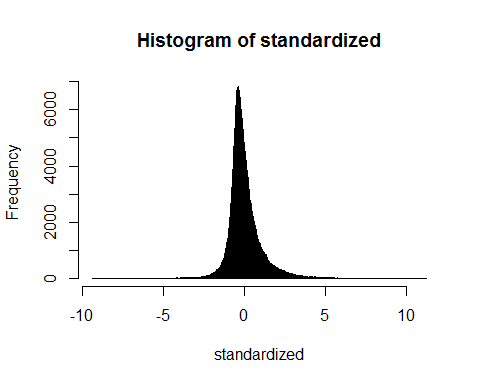 Histogram of standardized
Frequency
6000
4000
2000
0
-10 -5 0 5 10
standardized